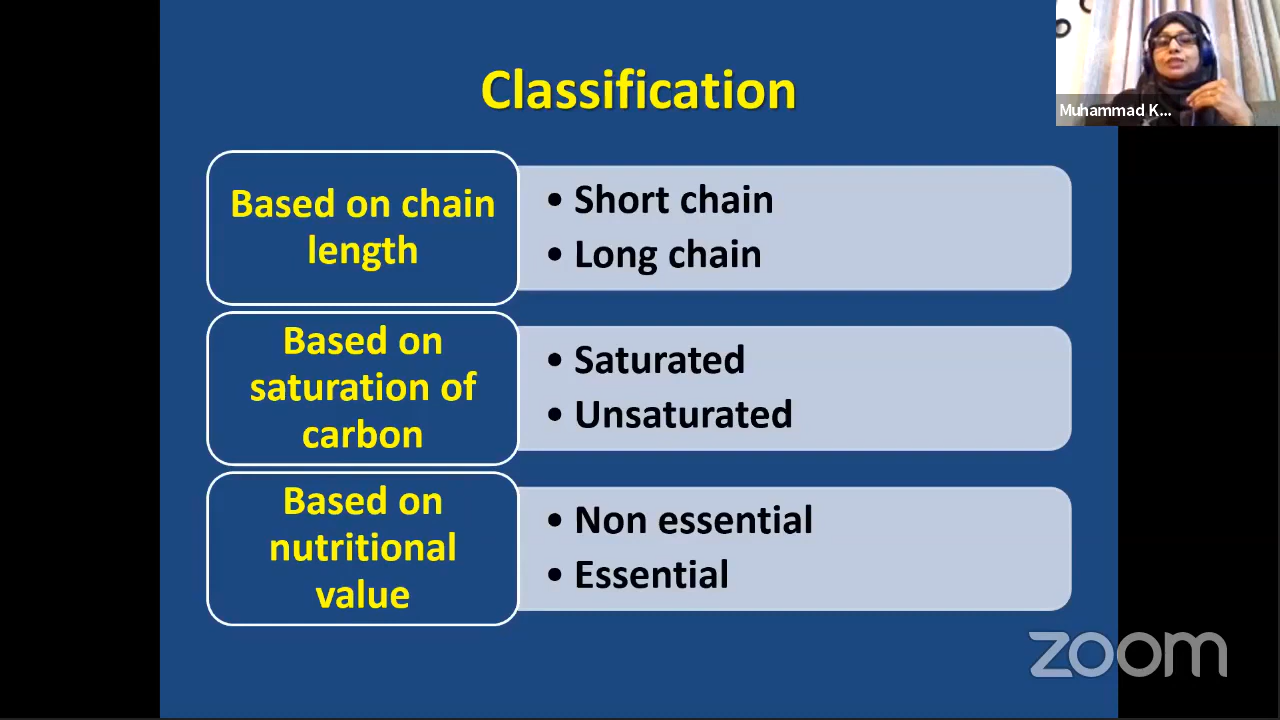 Classification
Based on chain
length
• Short chain
• Long chain
Based on
saturation of
carbon
• Saturated
• Unsaturated
Based on
nutritional
value
• Non essential
• Essential
Muhammad K...
zoom